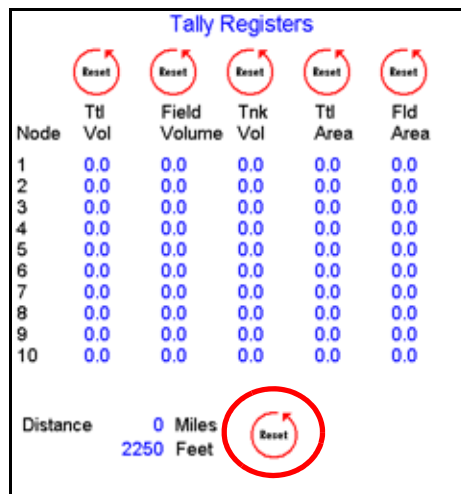 Tally Registers
Reset Reset Reset Reset Reset
Ttl Field Tnk Ttl Fld
Node Vol Volume Vol Area Area
1 0.0 0.0 0.0 0.0 0.0
2 0.0 0.0 0.0 0.0 0.0
3 0.0 0.0 0.0 0.0 0.0
4 0.0 0.0 0.0 0.0 0.0
5 0.0 0.0 0.0 0.0 0.0
6 0.0 0.0 0.0 0.0 0.0
7 0.0 0.0 0.0 0.0 0.0
8 0.0 0.0 0.0 0.0 0.0
9 0.0 0.0 0.0 0.0 0.0
10 0.0 0.0 0.0 0.0 0.0
Distance 0 Miles
2250 Feet Reset